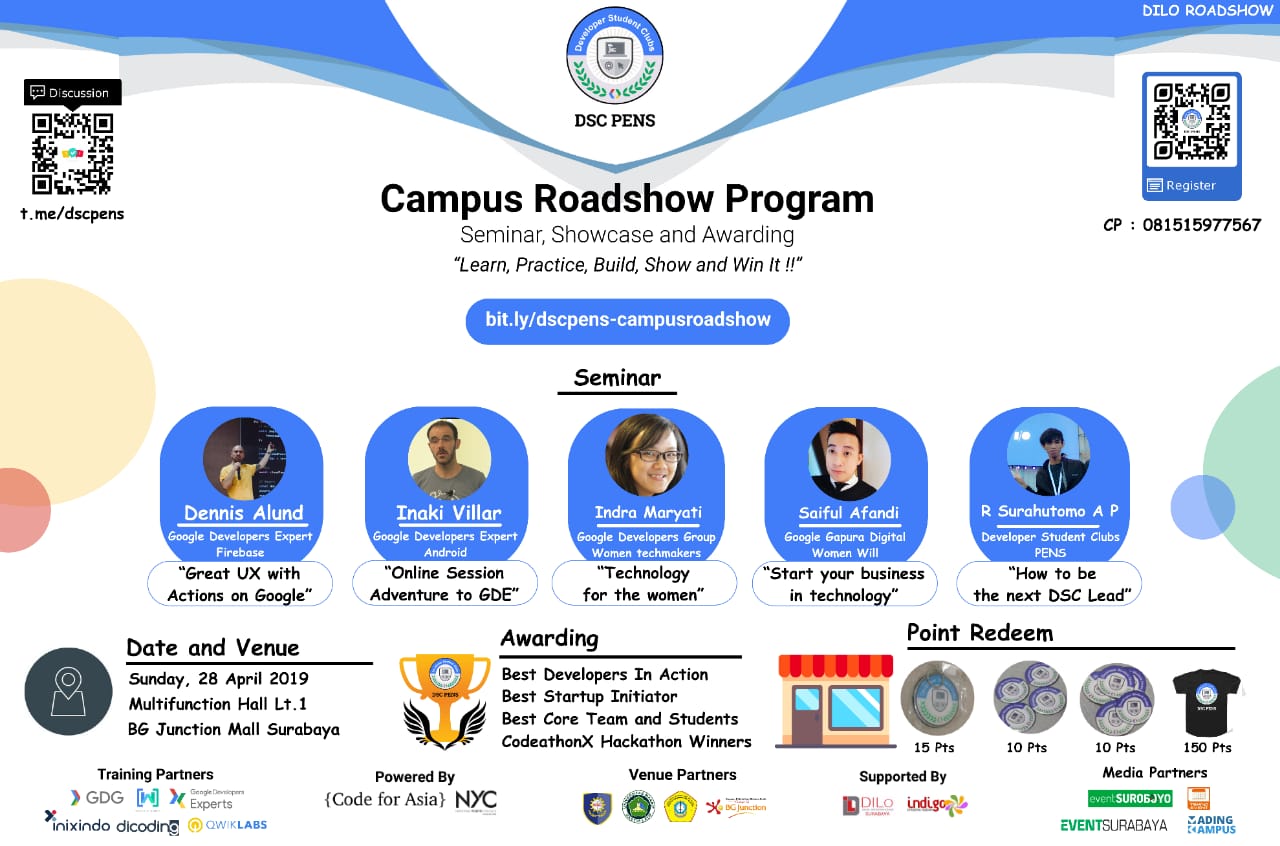 DILO ROADSHOW
Developer Student Clubs
DSC PENS
Discussion
t.me/dscpens
Register
CP : 081515977567
Campus Roadshow Program
Seminar, Showcase and Awarding
“Learn, Practice, Build, Show and Win It !!”
bit.ly/dscpens-campusroadshow
Seminar
Dennis Alund
Google Developers Expert
Firebase
“Great UX with
Actions on Google”
Inaki Villar
Google Developers Expert
Android
“Online Session
Adventure to GDE”
Indra Maryati
Google Developers Group
Women techmakers
“Technology
for the women”
Saiful Afandi
Google Gapura Digital
Women Will
“Start your business
in technology”
R Surahutomo A P
Developer Student Clubs
PENS
“How to be
the next DSC Lead”
Date and Venue
Sunday, 28 April 2019
Multifunction Hall Lt.1
BG Junction Mall Surabaya
DSC PENS
Awarding
Best Developers In Action
Best Startup Initiator
Best Core Team and Students
CodeathonX Hackathon Winners
Point Redeem
DSC PENS
15 Pts
10 Pts
10 Pts
150 Pts
Training Partners
GDG
Google Developers
Experts
inixindo dicoding QWIKLABS
Powered By
{Code for Asia} NYC
Venue Partners
BG Junction
Supported By
DILo
SURABAYA
indigo
Media Partners
eventSUROBOYO
EVENTSURABAYA
MADING
KAMPUS